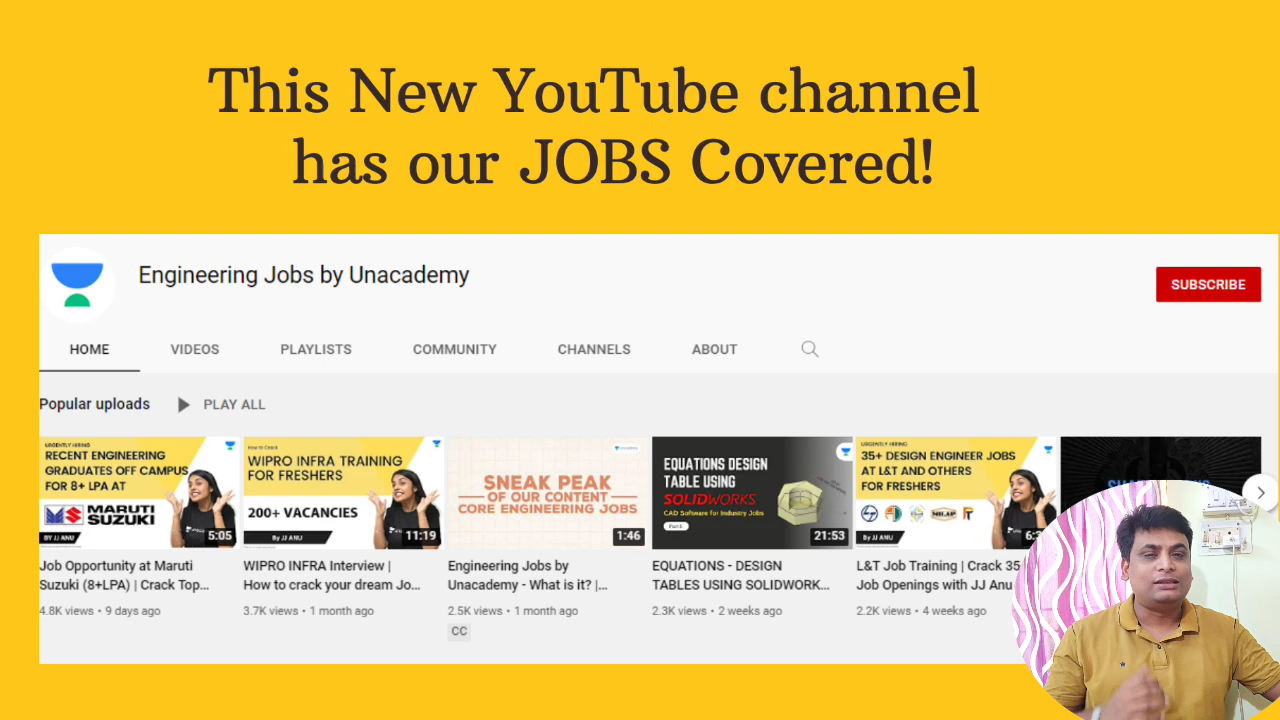 This New YouTube channel
has our JOBS Covered!
Engineering Jobs by Unacademy
SUBSCRIBE
HOME
VIDEOS
PLAYLISTS
COMMUNITY
CHANNELS
ABOUT
Popular uploads
PLAY ALL
URGENTLY HIRING
RECENT ENGINEERING
GRADUATES OFF CAMPUS
FOR 8+ LPA AT
MARUTI
SUZUKI
BY JJ ANU
5:05
Job Opportunity at Maruti
Suzuki (8+LPA) | Crack Top...
4.8K views • 9 days ago
How to Crack
WIPRO INFRA TRAINING
FOR FRESHERS
200+ VACANCIES
By JJ ANU
11:19
WIPRO INFRA Interview |
How to crack your dream Jo...
3.7K views • 1 month ago
unacademy
SNEAK PEAK
OF OUR CONTENT
CORE ENGINEERING JOBS
1:46
Engineering Jobs by
Unacademy - What is it? |...
2.5K views • 1 month ago
CC
EQUATIONS DESIGN
TABLE USING
SOLIDWORKS
CAD Software for Industry Jobs
Part 1
21:53
EQUATIONS - DESIGN
TABLES USING SOLIDWORK...
2.3K views • 2 weeks ago
URGENTLY HIRING
35+ DESIGN ENGINEER JOBS
AT L&T AND OTHERS
FOR FRESHERS
BY JJ ANU
L&T Job Training | Crack 35
Job Openings with JJ Anu
2.2K views • 4 weeks ago